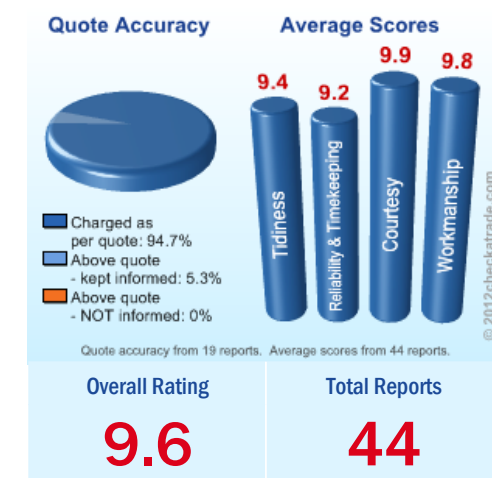 Quote Accuracy
Average Scores
9.4
9.2
9.9
9.8
Tidiness
Reliability & Timekeeping
Courtesy
Workmanship
Charged as
per quote: 94.7%
Above quote
- kept informed: 5.3%
Above quote
- NOT informed: 0%
© 2012checkatrade.com
Quote accuracy from 19 reports. Average scores from 44 reports.
Overall Rating
9.6
Total Reports
44